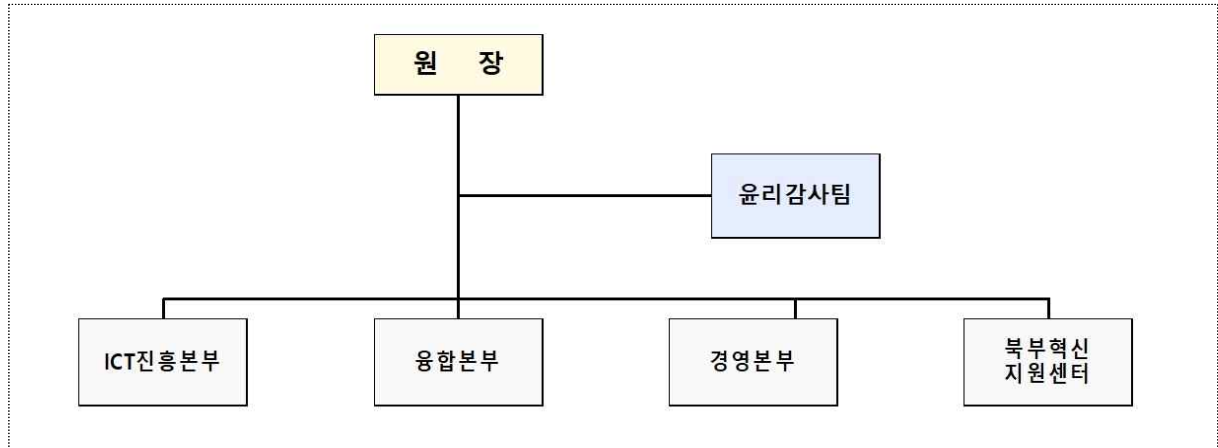 원 장
윤리감사팀
ICT진흥본부
융합본부
경영본부
북부혁신
지원센터